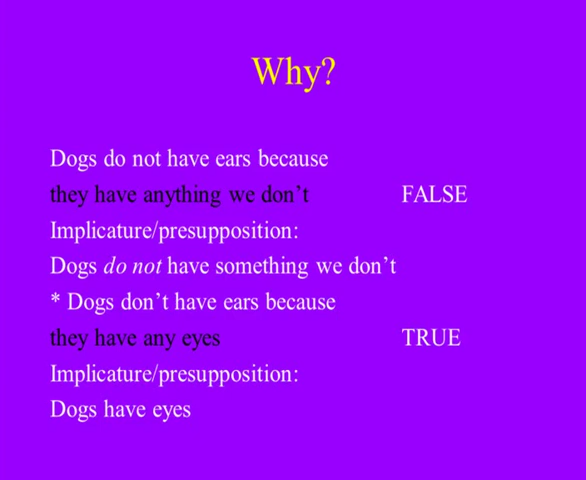 Why?
Dogs do not have ears because
they have anything we don't FALSE
Implicature/presupposition:
Dogs do not have something we don't
* Dogs don't have ears because
they have any eyes TRUE
Implicature/presupposition:
Dogs have eyes